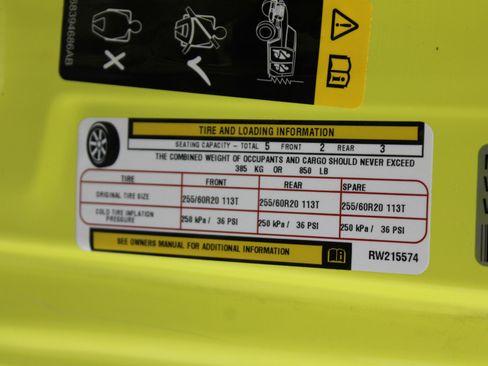 68394686AB
TIRE AND LOADING INFORMATION
SEATING CAPACITY - TOTAL 5 FRONT 2 REAR 3
THE COMBINED WEIGHT OF OCCUPANTS AND CARGO SHOULD NEVER EXCEED
385 KG OR 850 LB
TIRE FRONT REAR SPARE
ORIGINAL TIRE SIZE 255/60R20 113T 255/60R20 113T 255/60R20 113T
COLD TIRE INFLATION
PRESSURE 250 kPa / 36 PSI 250 kPa / 36 PSI 250 kPa / 36 PSI
SEE OWNERS MANUAL FOR ADDITIONAL INFORMATION
RW215574